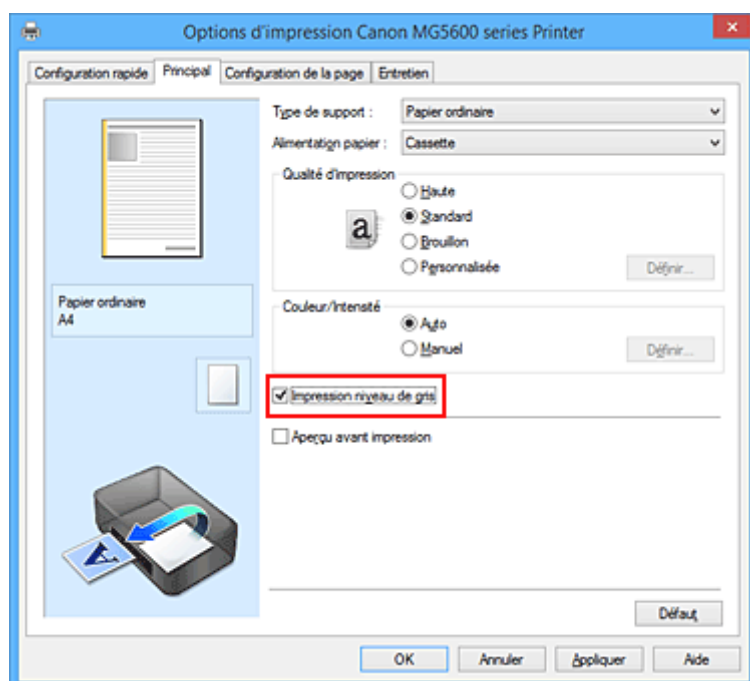 Options d'impression Canon MG5600 series Printer
Configuration rapide
Principal
Configuration de la page
Entretien
Type de support :
Papier ordinaire
Alimentation papier :
Cassette
Qualité d'impression
Haute
Standard
Brouillon
Personnalisée
Définir...
a
Papier ordinaire
A4
Couleur/Intensité
Auto
Manuel
Définir...
Impression niveau de gris
Aperçu avant impression
A
Défaut
OK
Annuler
Appliquer
Aide